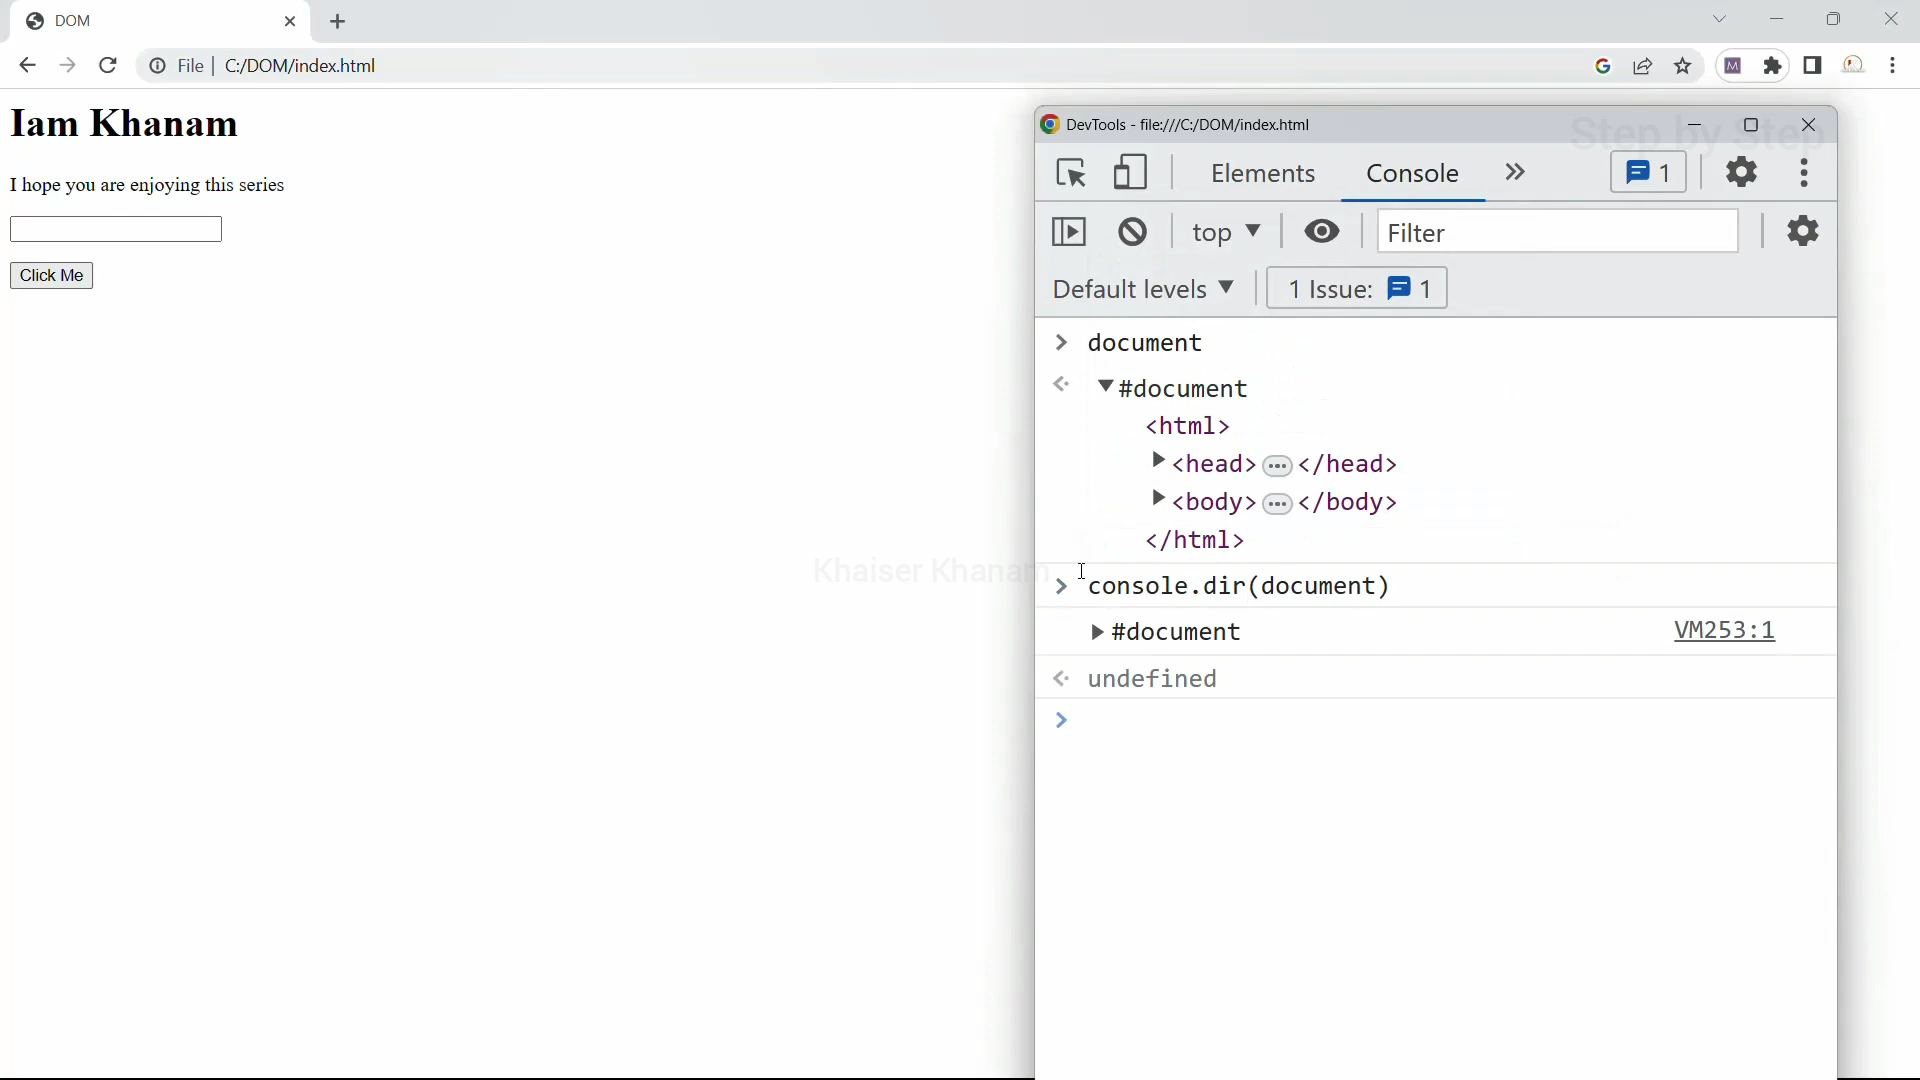 DOM
File
C:/DOM/index.html
Iam Khanam
I hope you are enjoying this series
Click Me
DevTools - file:///C:/DOM/index.html
Step by Step
Elements
Console
1
top
Filter
Default levels
1 Issue: 1
document
#document
<html>
<head> ... </head>
<body> ... </body>
</html>
Khaiser Khanam
console.dir(document)
#document
VM253:1
undefined